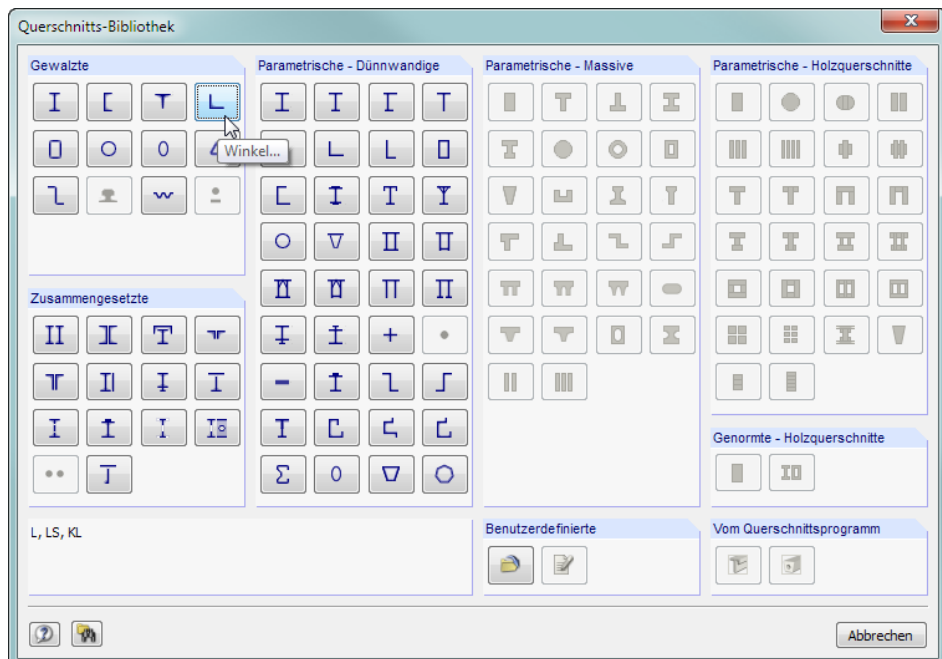 Querschnitts-Bibliothek
Gewalzte
Parametrische - Dünnwandige
Parametrische - Massive
Parametrische - Holzquerschnitte
Winkel...
Zusammengesetzte
Genormte - Holzquerschnitte
L, LS, KL
Benutzerdefinierte
Vom Querschnittsprogramm
Abbrechen